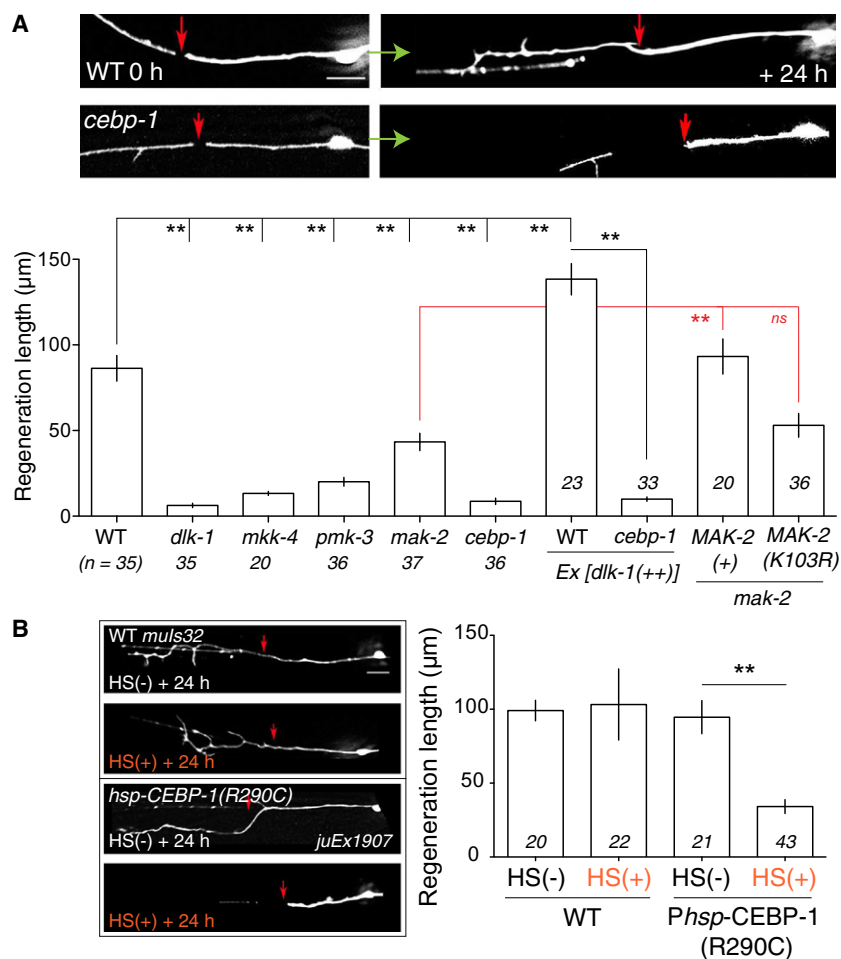 A
WT 0 h
+ 24 h
cebp-1
Regeneration length (µm)
150
100
50
0
** ** ** ** ** ** **
** ns
23 33 20 36
WT dlk-1 mkk-4 pmk-3 mak-2 cebp-1 WT cebp-1 MAK-2 (+) MAK-2 (K103R)
(n = 35) 35 20 36 37 36
Ex [dlk-1(++)]
mak-2
B
WT muIs32
HS(-) + 24 h
HS(+) + 24 h
hsp-CEBP-1(R290C)
HS(-) + 24 h
juEx1907
HS(+) + 24 h
Regeneration length (µm)
150
100
50
0
**
20 22 21 43
HS(-) HS(+) HS(-) HS(+)
WT
Phsp-CEBP-1
(R290C)